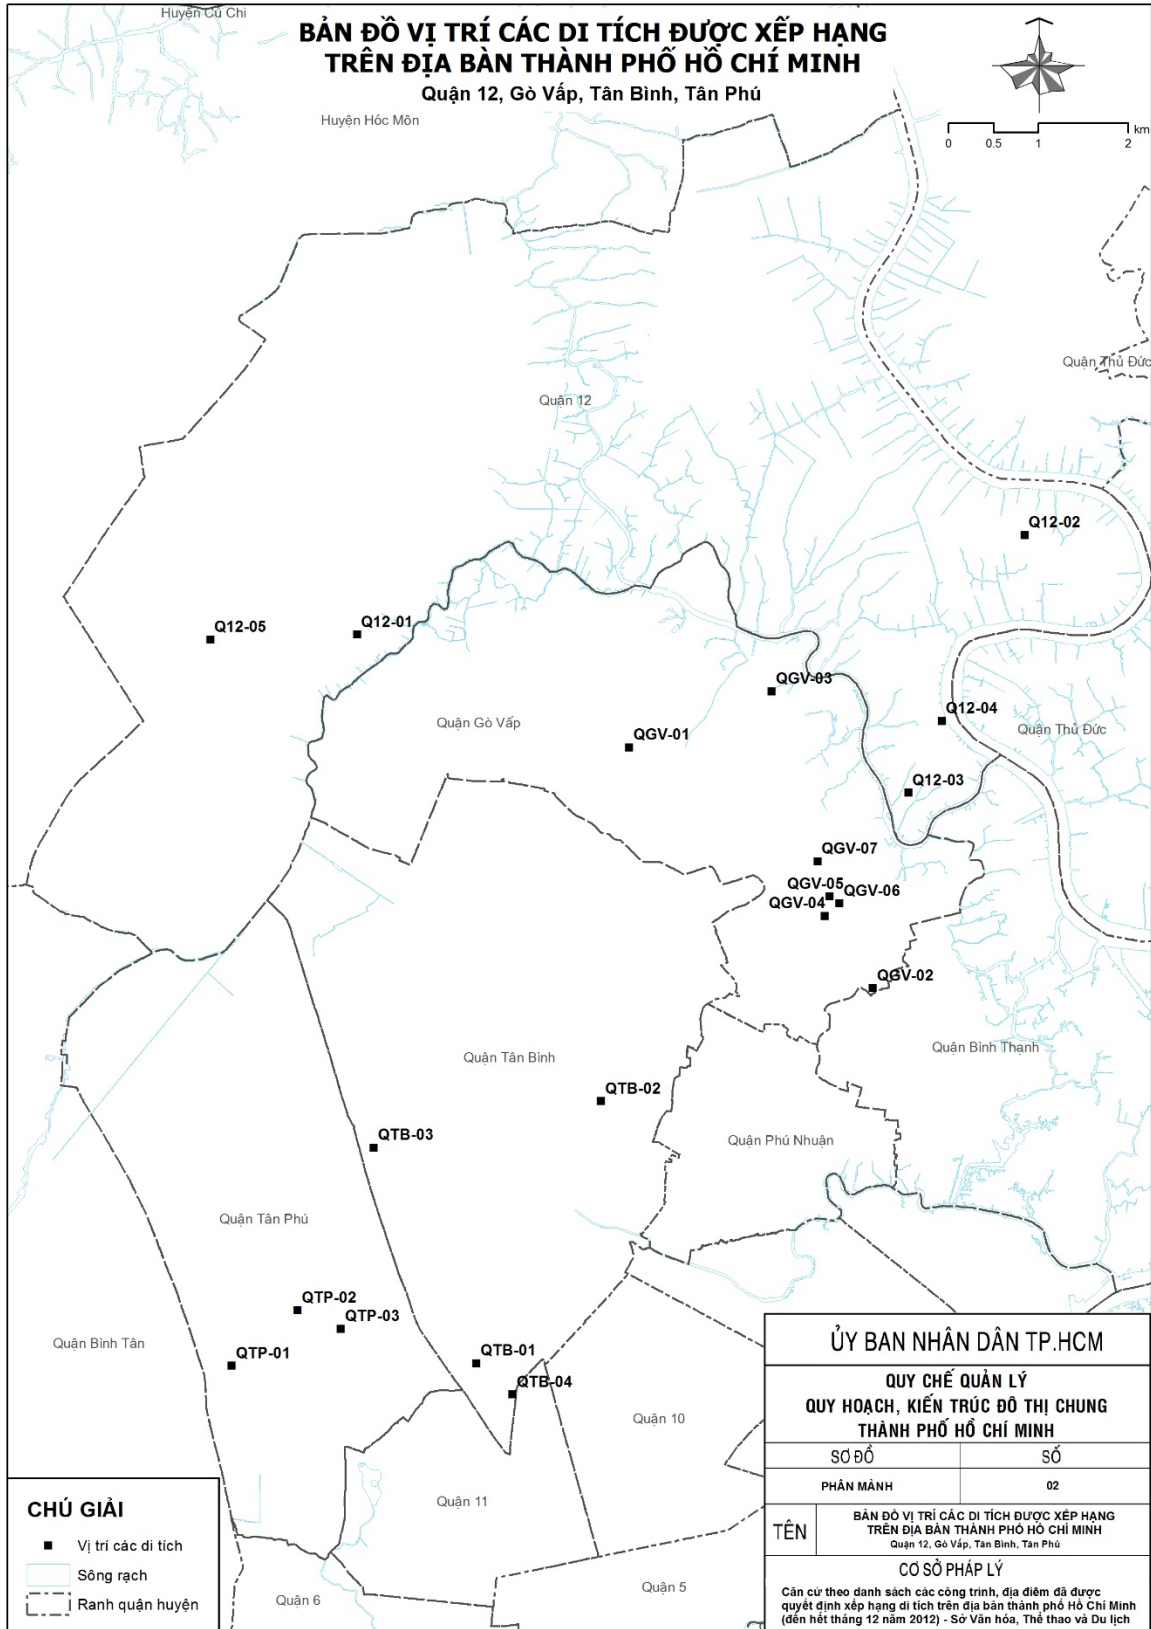 Huyện Củ Chi
BẢN ĐỒ VỊ TRÍ CÁC DI TÍCH ĐƯỢC XẾP HẠNG
TRÊN ĐỊA BÀN THÀNH PHỐ HỒ CHÍ MINH
Quận 12, Gò Vấp, Tân Bình, Tân Phú
Huyện Hóc Môn
km
0 0.5 1 2
Quận Thủ Đức
Quận 12
Q12-02
Q12-05
Q12-01
QGV-03
Q12-04
Quận Gò Vấp
QGV-01
Quận Thủ Đức
Q12-03
QGV-07
QGV-05
QGV-06
QGV-04
QGV-02
Quận Tân Bình
Quận Bình Thạnh
QTB-02
QTB-03
Quận Phú Nhuận
Quận Tân Phú
QTP-02
QTP-03
Quận Bình Tân
QTP-01
QTB-01
QTB-04
Quận 10
Quận 11
Quận 6
Quận 5
CHÚ GIẢI
Vị trí các di tích
Sông rạch
Ranh quận huyện
ỦY BAN NHÂN DÂN TP.HCM
QUY CHẾ QUẢN LÝ
QUY HOẠCH, KIẾN TRÚC ĐÔ THỊ CHUNG
THÀNH PHỐ HỒ CHÍ MINH
SƠ ĐỒ SỐ
PHÂN MẢNH 02
TÊN
BẢN ĐỒ VỊ TRÍ CÁC DI TÍCH ĐƯỢC XẾP HẠNG
TRÊN ĐỊA BÀN THÀNH PHỐ HỒ CHÍ MINH
Quận 12, Gò Vấp, Tân Bình, Tân Phú
CƠ SỞ PHÁP LÝ
Căn cứ theo danh sách các công trình, địa điểm đã được
quyết định xếp hạng di tích trên địa bàn thành phố Hồ Chí Minh
(đến hết tháng 12 năm 2012) - Sở Văn hóa, Thể thao và Du lịch